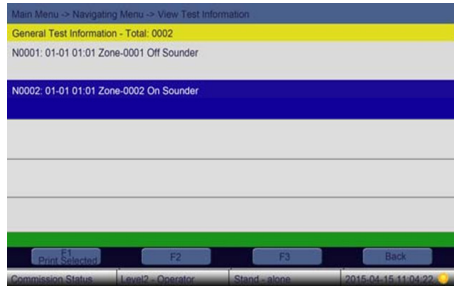 Main Menu -> Navigating Menu -> View Test Information
General Test Information - Total: 0002
N0001: 01-01 01:01 Zone-0001 Off Sounder
N0002: 01-01 01:01 Zone-0002 On Sounder
F1
Print Selected
F2
F3
Back
Commission Status
Level2 - Operator
Stand - alone
2015-04-15 11:04:22